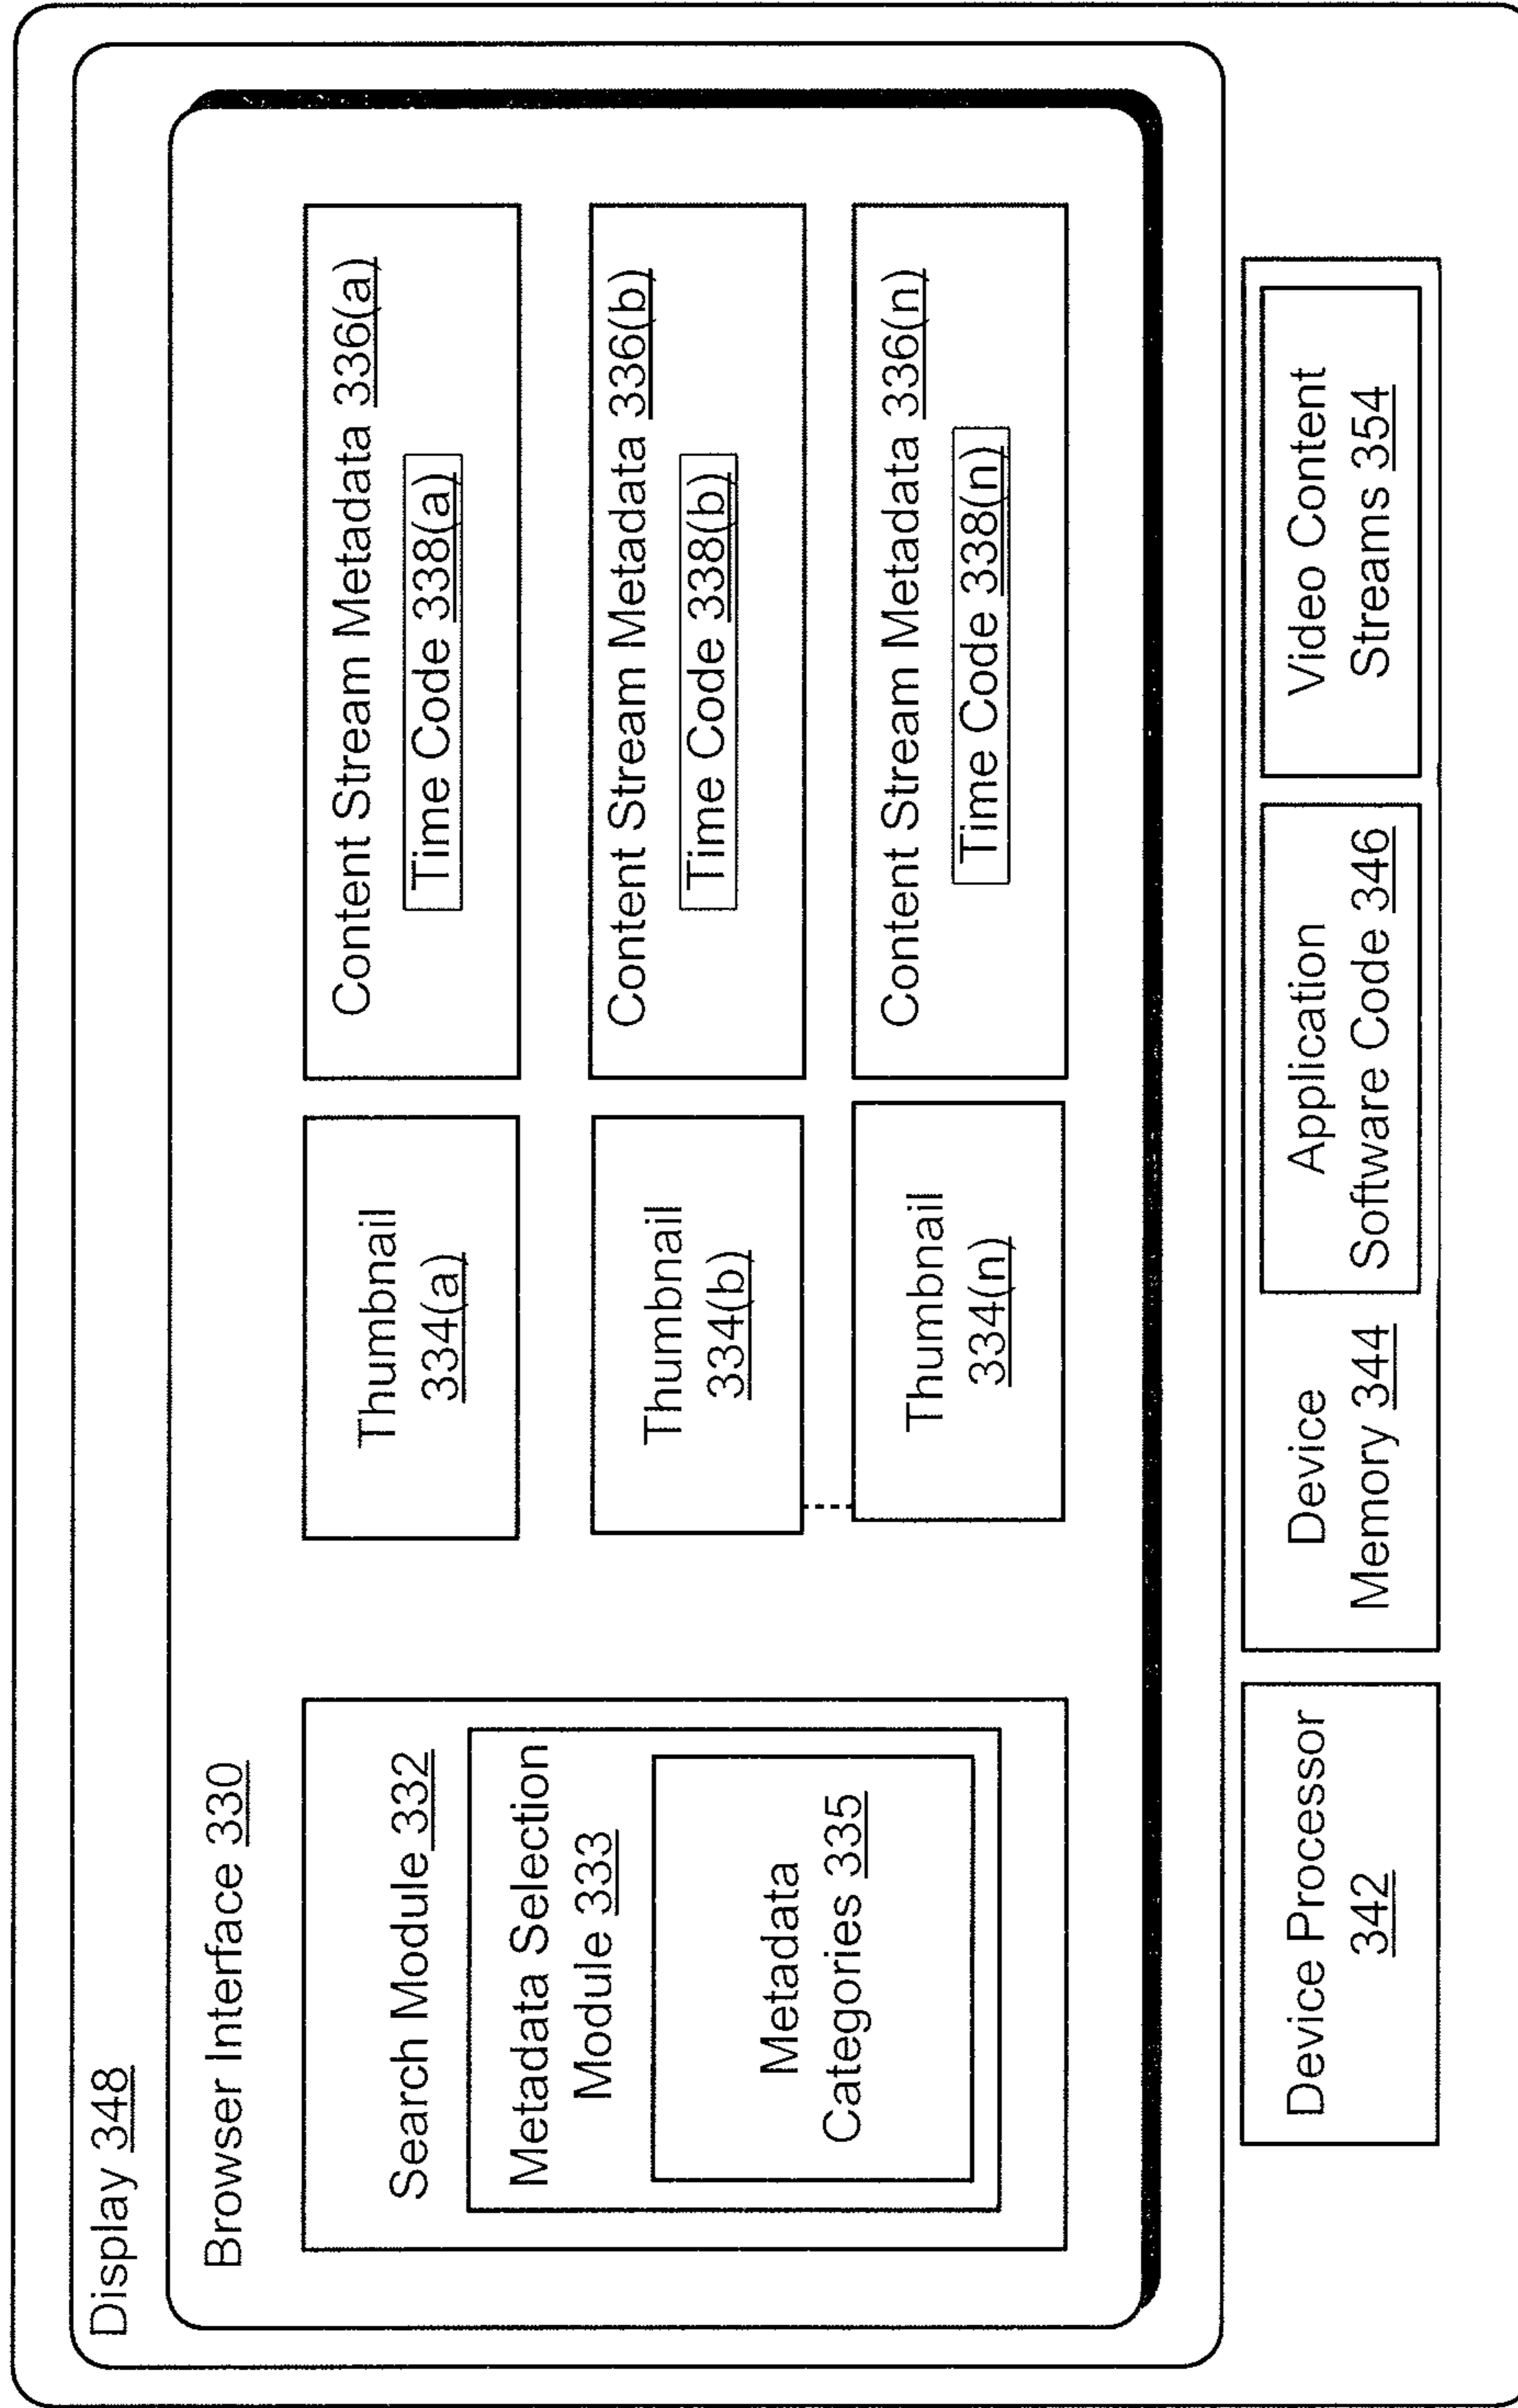 Display 348
Browser Interface 330
Search Module 332
Metadata Selection
Module 333
Metadata
Categories 335
Thumbnail
334(a)
Content Stream Metadata 336(a)
Time Code 338(a)
Thumbnail
334(b)
Content Stream Metadata 336(b)
Time Code 338(b)
Thumbnail
334(n)
Content Stream Metadata 336(n)
Time Code 338(n)
Device Processor
342
Device
Memory 344
Application
Software Code 346
Video Content
Streams 354